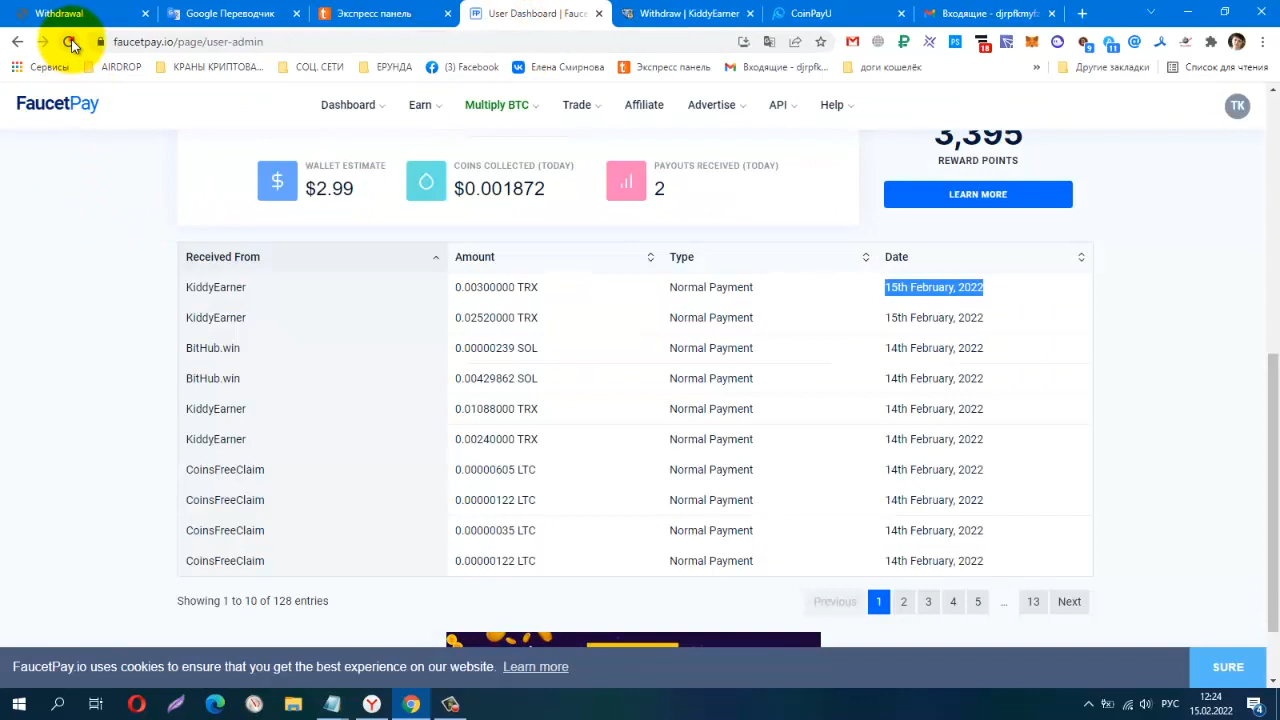 Withdrawal
Google Переводчик
Экспресс панель
User Dashboard | Fauce
Withdraw | KiddyEarner
CoinPayU
Входящие - djrpfkmyf
faucetpay.io/page/user-admin
18
9
11
Сервисы
AIRDROP
КРАНЫ КРИПТОВА...
СОЦ. СЕТИ
ЕРУНДА
(3) Facebook
Елена Смирнова
Экспресс панель
Входящие - djrpfk...
доги кошелёк
»
Другие закладки
Список для чтения
FaucetPay
Dashboard
Earn
Multiply BTC
Trade
Affiliate
Advertise
API
Help
TK
WALLET ESTIMATE
$2.99
COINS COLLECTED (TODAY)
$0.001872
PAYOUTS RECEIVED (TODAY)
2
3,395
REWARD POINTS
LEARN MORE
Received From Amount Type Date
KiddyEarner 0.00300000 TRX Normal Payment 15th February, 2022
KiddyEarner 0.02520000 TRX Normal Payment 15th February, 2022
BitHub.win 0.00000239 SOL Normal Payment 14th February, 2022
BitHub.win 0.00429862 SOL Normal Payment 14th February, 2022
KiddyEarner 0.01088000 TRX Normal Payment 14th February, 2022
KiddyEarner 0.00240000 TRX Normal Payment 14th February, 2022
CoinsFreeClaim 0.00000605 LTC Normal Payment 14th February, 2022
CoinsFreeClaim 0.00000122 LTC Normal Payment 14th February, 2022
CoinsFreeClaim 0.00000035 LTC Normal Payment 14th February, 2022
CoinsFreeClaim 0.00000122 LTC Normal Payment 14th February, 2022
Showing 1 to 10 of 128 entries
Previous 1 2 3 4 5 ... 13 Next
FaucetPay.io uses cookies to ensure that you get the best experience on our website. Learn more
SURE
РУС
12:24
15.02.2022
4